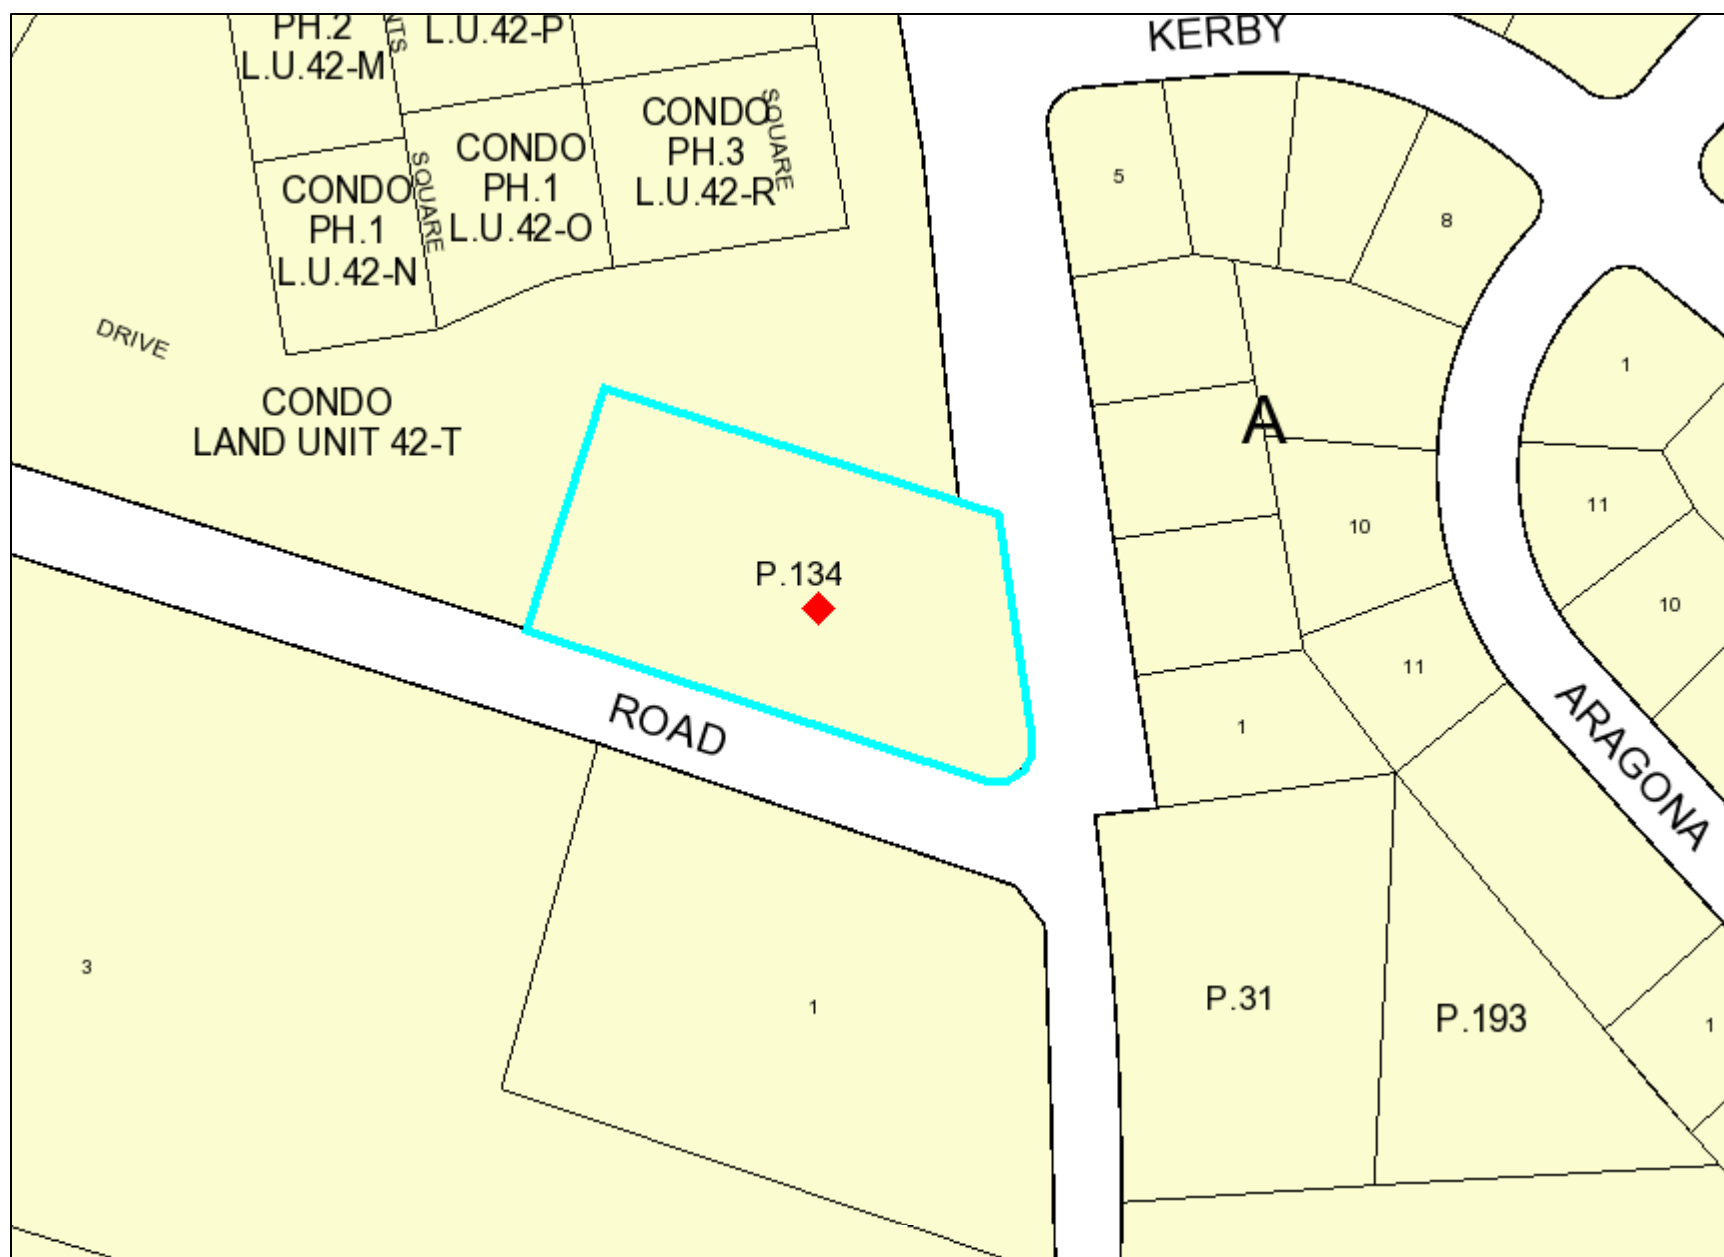 PH.2
L.U.42-M
NTS
L.U.42-P
KERBY
CONDO
PH.3
L.U.42-R
SQUARE
CONDO
PH.1
L.U.42-O
SQUARE
CONDO
PH.1
L.U.42-N
5
8
DRIVE
1
CONDO
LAND UNIT 42-T
A
11
10
P.134
10
11
ROAD
1
ARAGONA
3
1
P.31
P.193
1